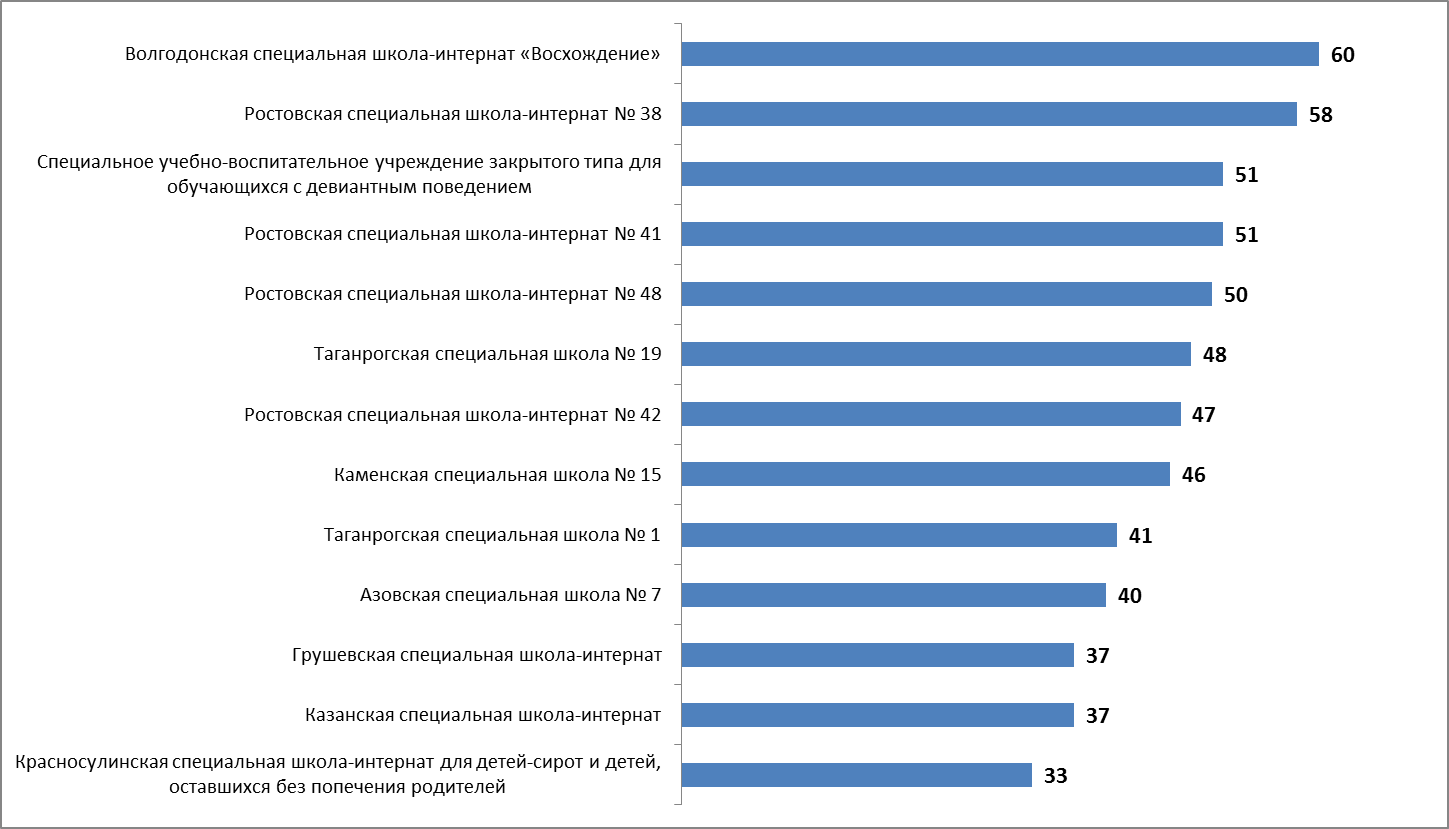 Волгодонская специальная школа-интернат «Восхождение» 60
Ростовская специальная школа-интернат № 38 58
Специальное учебно-воспитательное учреждение закрытого типа для
обучающихся с девиантным поведением 51
Ростовская специальная школа-интернат № 41 51
Ростовская специальная школа-интернат № 48 50
Таганрогская специальная школа № 19 48
Ростовская специальная школа-интернат № 42 47
Каменская специальная школа № 15 46
Таганрогская специальная школа № 1 41
Азовская специальная школа № 7 40
Грушевская специальная школа-интернат 37
Казанская специальная школа-интернат 37
Красносулинская специальная школа-интернат для детей-сирот и детей,
оставшихся без попечения родителей 33